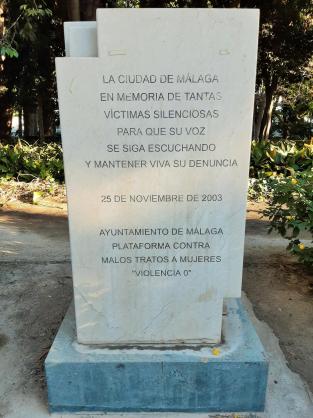 LA CIUDAD DE MÁLAGA
EN MEMORIA DE TANTAS
VÍCTIMAS SILENCIOSAS
PARA QUE SU VOZ
SE SIGA ESCUCHANDO
Y MANTENER VIVA SU DENUNCIA
25 DE NOVIEMBRE DE 2003
AYUNTAMIENTO DE MÁLAGA
PLATAFORMA CONTRA
MALOS TRATOS A MUJERES
"VIOLENCIA 0"